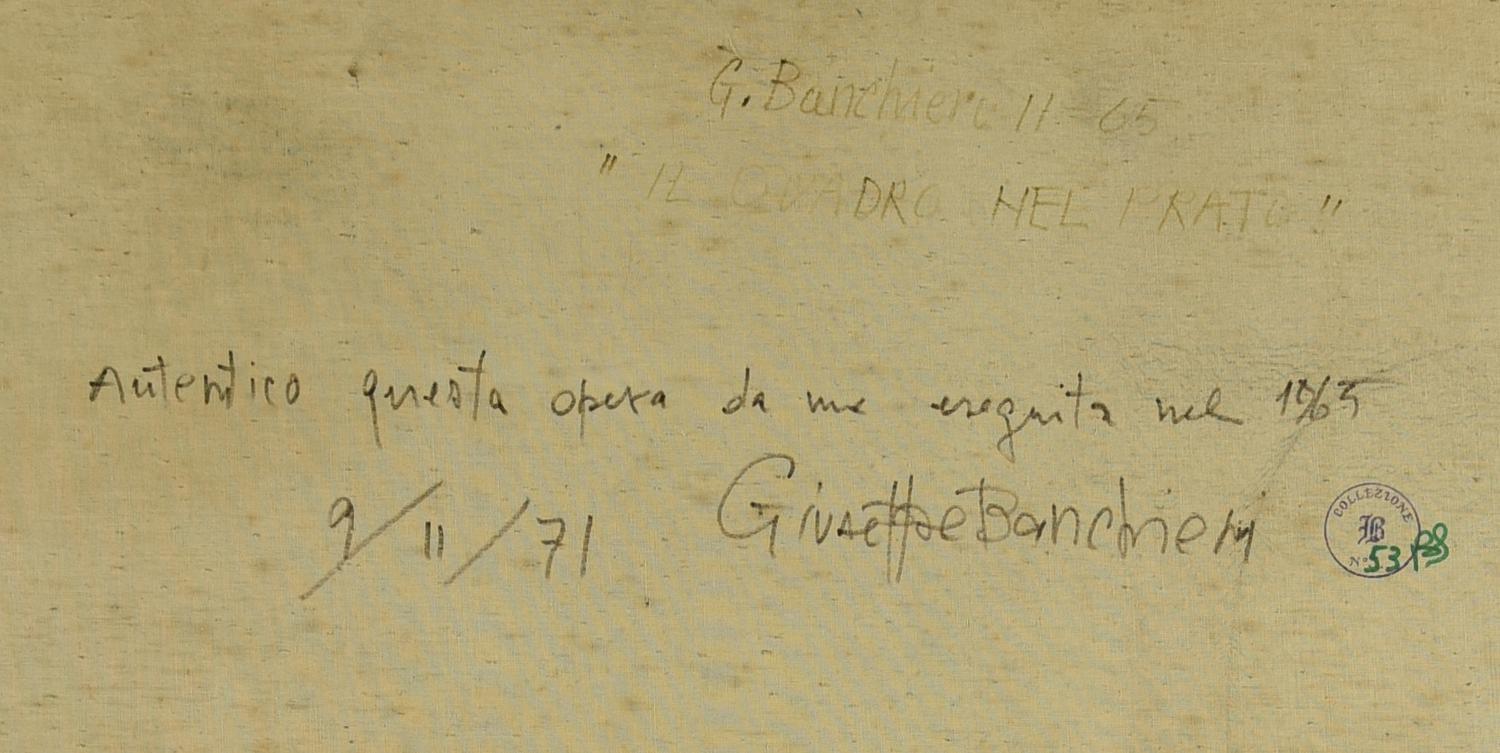 G. Banchieri 11-65
"IL QUADRO NEL PRATO"
Autentico questa opera da me eseguita nel 1965
9/11/71 Giuseppe Banchieri
COLLEZIONE
B
N° 53